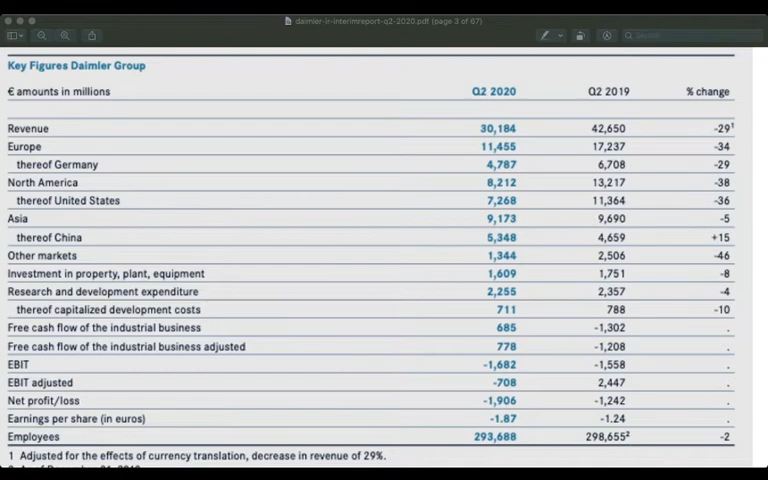 daimler-ir-interimreport-q2-2020.pdf (page 3 of 67)
Search
Key Figures Daimler Group
€ amounts in millions Q2 2020 Q2 2019 % change
Revenue 30,184 42,650 -29¹
Europe 11,455 17,237 -34
thereof Germany 4,787 6,708 -29
North America 8,212 13,217 -38
thereof United States 7,268 11,364 -36
Asia 9,173 9,690 -5
thereof China 5,348 4,659 +15
Other markets 1,344 2,506 -46
Investment in property, plant, equipment 1,609 1,751 -8
Research and development expenditure 2,255 2,357 -4
thereof capitalized development costs 711 788 -10
Free cash flow of the industrial business 685 -1,302 .
Free cash flow of the industrial business adjusted 778 -1,208 .
EBIT -1,682 -1,558 .
EBIT adjusted -708 2,447 .
Net profit/loss -1,906 -1,242 .
Earnings per share (in euros) -1.87 -1.24 .
Employees 293,688 298,655² -2
1 Adjusted for the effects of currency translation, decrease in revenue of 29%.